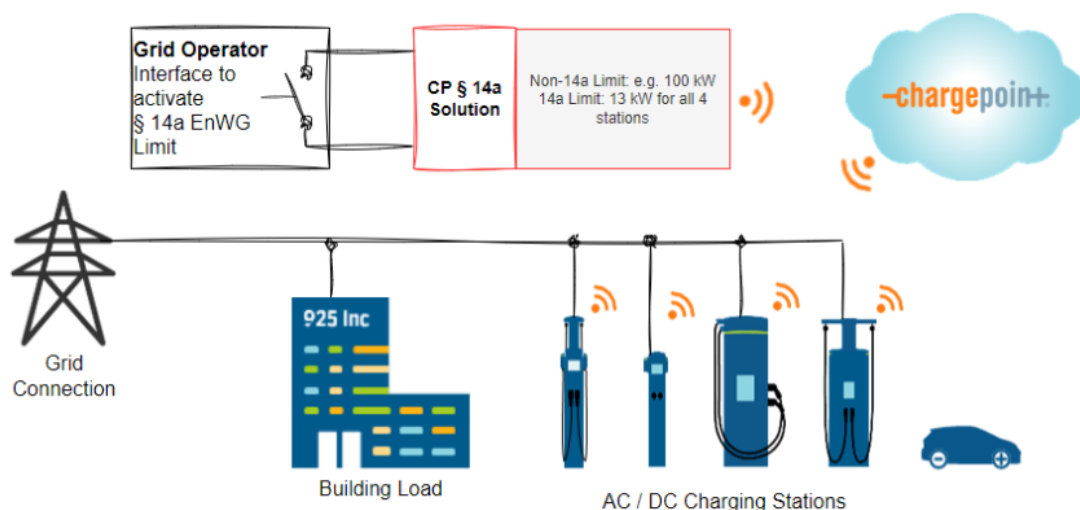 Grid Operator
Interface to
activate
§ 14a EnWG
Limit
CP § 14a
Solution
Non-14a Limit: e.g. 100 kW
14a Limit: 13 kW for all 4
stations
-chargepoin+.
925 Inc
Grid
Connection
Building Load
AC / DC Charging Stations